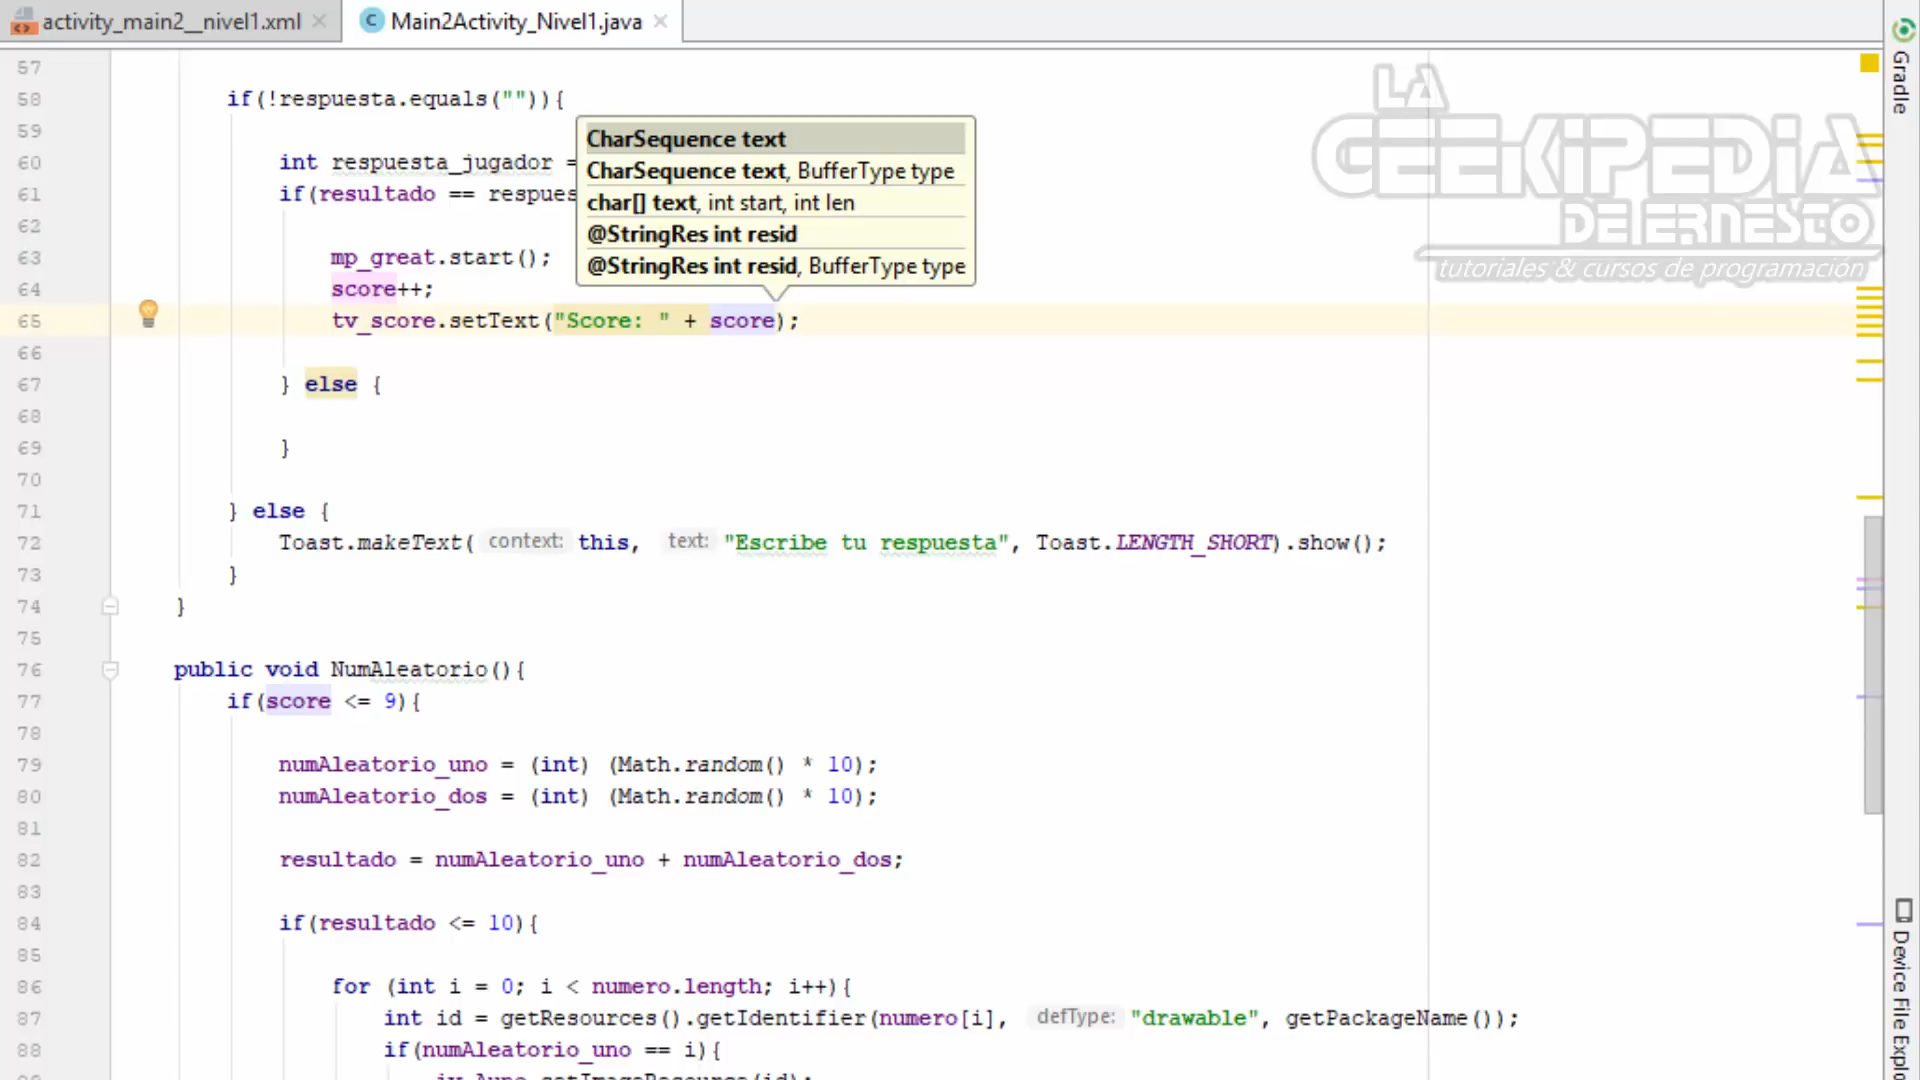 activity_main2__nivel1.xml
Main2Activity_Nivel1.java
Gradle
LA
GEEKIPEDIA
DE ERNESTO
tutoriales & cursos de programación
57
58 if(!respuesta.equals("")){
59
CharSequence text
CharSequence text, BufferType type
char[] text, int start, int len
@StringRes int resid
@StringRes int resid, BufferType type
60 int respuesta_jugador =
61 if(resultado == respues
62
63 mp_great.start();
64 score++;
65 tv_score.setText("Score: " + score);
66
67 } else {
68
69 }
70
71 } else {
72 Toast.makeText( context: this, text: "Escribe tu respuesta", Toast.LENGTH_SHORT).show();
73 }
74 }
75
76 public void NumAleatorio(){
77 if(score <= 9){
78
79 numAleatorio_uno = (int) (Math.random() * 10);
80 numAleatorio_dos = (int) (Math.random() * 10);
81
82 resultado = numAleatorio_uno + numAleatorio_dos;
83
84 if(resultado <= 10){
85
86 for (int i = 0; i < numero.length; i++){
87 int id = getResources().getIdentifier(numero[i], defType: "drawable", getPackageName());
88 if(numAleatorio_uno == i){
Device File Explo